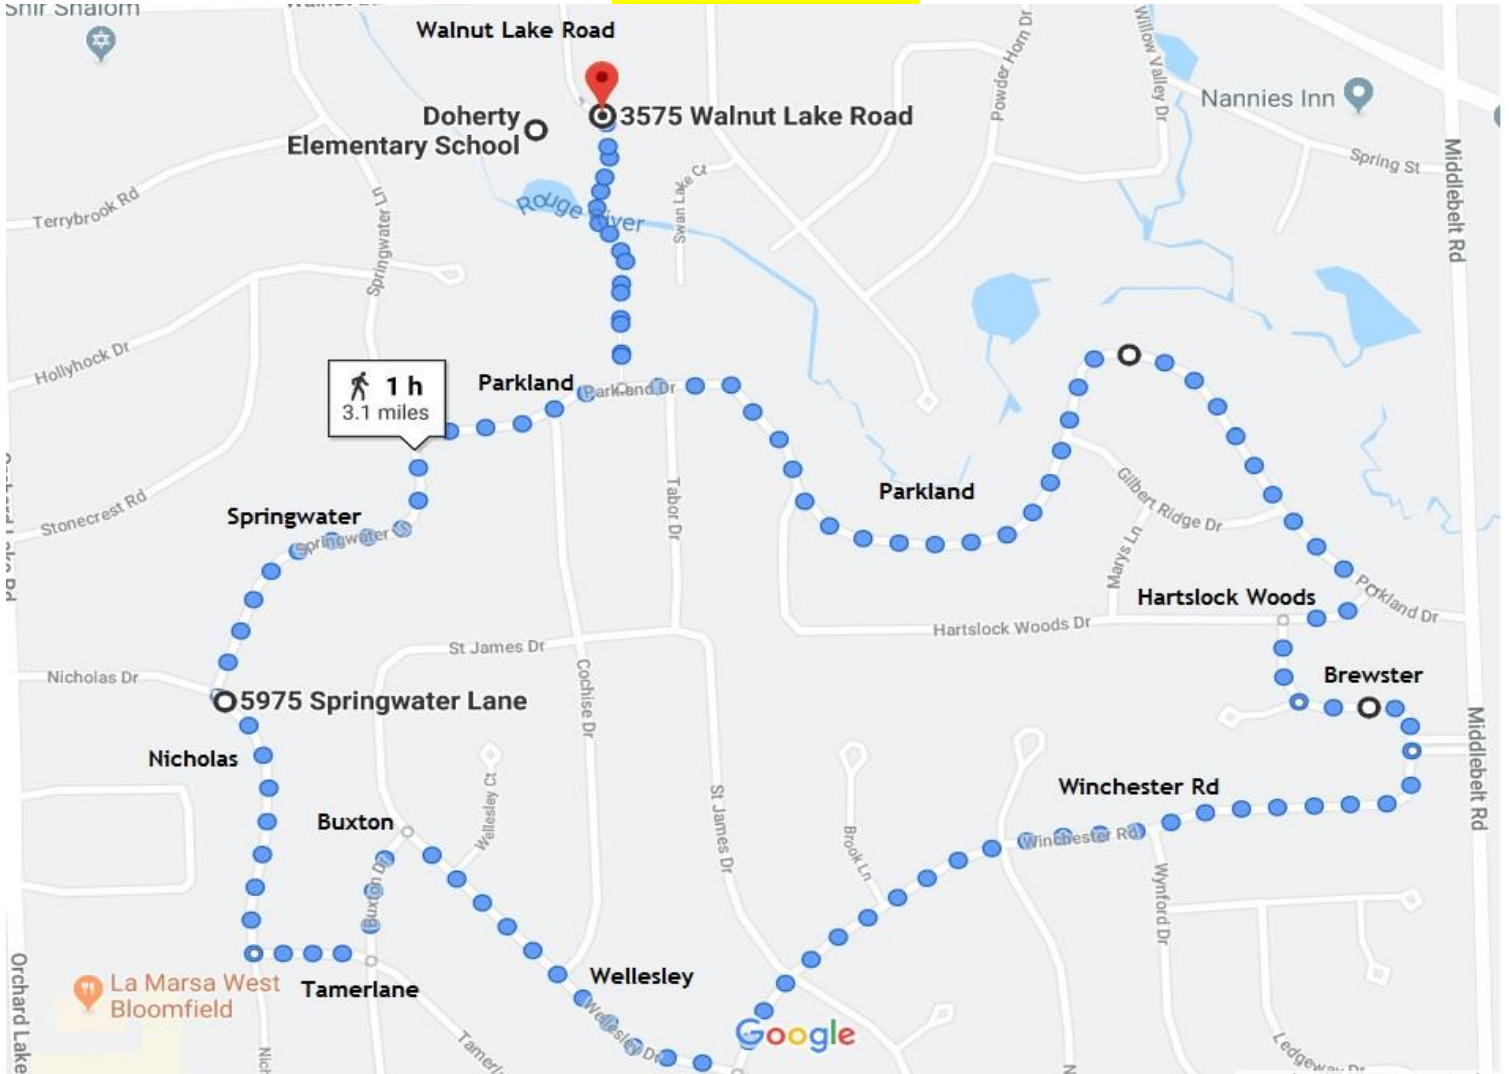 Shir Shalom
Walnut Lake Road
Doherty
Elementary School
3575 Walnut Lake Road
Powder Horn Dr
Willow Valley Dr
Nannies Inn
Spring St
Middlebelt Rd
Terrybrook Rd
Springwater Ln
Rouge River
Swan Lake Ct
Hollyhock Dr
1 h
3.1 miles
Parkland
Parkland Dr
Stonecrest Rd
Springwater
Springwater Ln
Tabor Dr
Parkland
Gilbert Ridge Dr
Marys Ln
Hartslock Woods
Parkland Dr
Hartslock Woods Dr
St James Dr
Cochise Dr
Nicholas Dr
5975 Springwater Lane
Brewster
Middlebelt Rd
Nicholas
Wellesley Ct
Winchester Rd
Buxton
Buxton Dr
St James Dr
Brook Ln
Winchester Rd
Wynford Dr
Orchard Lake
La Marsa West
Bloomfield
Tamerlane
Wellesley
Wellesley Dr
Google
Ledgeway Dr